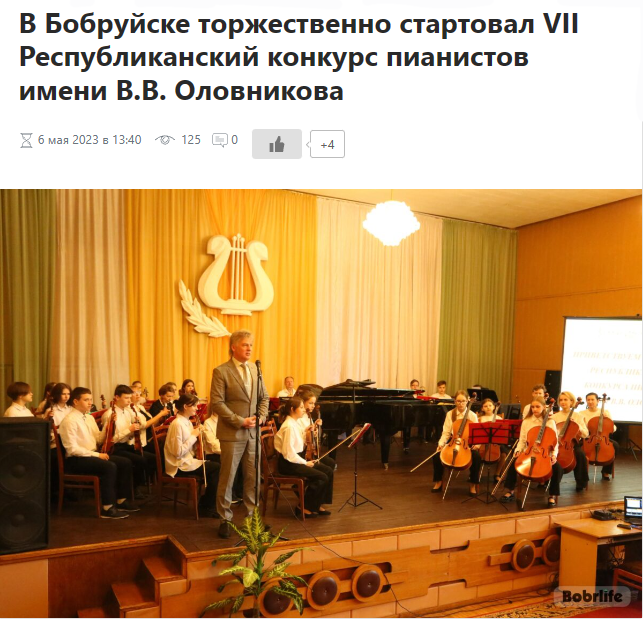 В Бобруйске торжественно стартовал VII
Республиканский конкурс пианистов
имени В.В. Оловникова
6 мая 2023 в 13:40 125 0 +4
Bobrlife